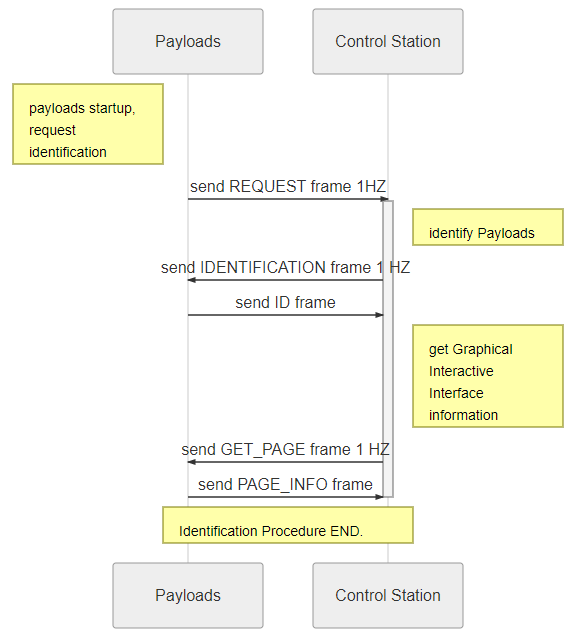 Payloads
Control Station
payloads startup,
request
identification
send REQUEST frame 1HZ
identify Payloads
send IDENTIFICATION frame 1 HZ
send ID frame
get Graphical
Interactive
Interface
information
send GET_PAGE frame 1 HZ
send PAGE_INFO frame
Identification Procedure END.
Payloads
Control Station